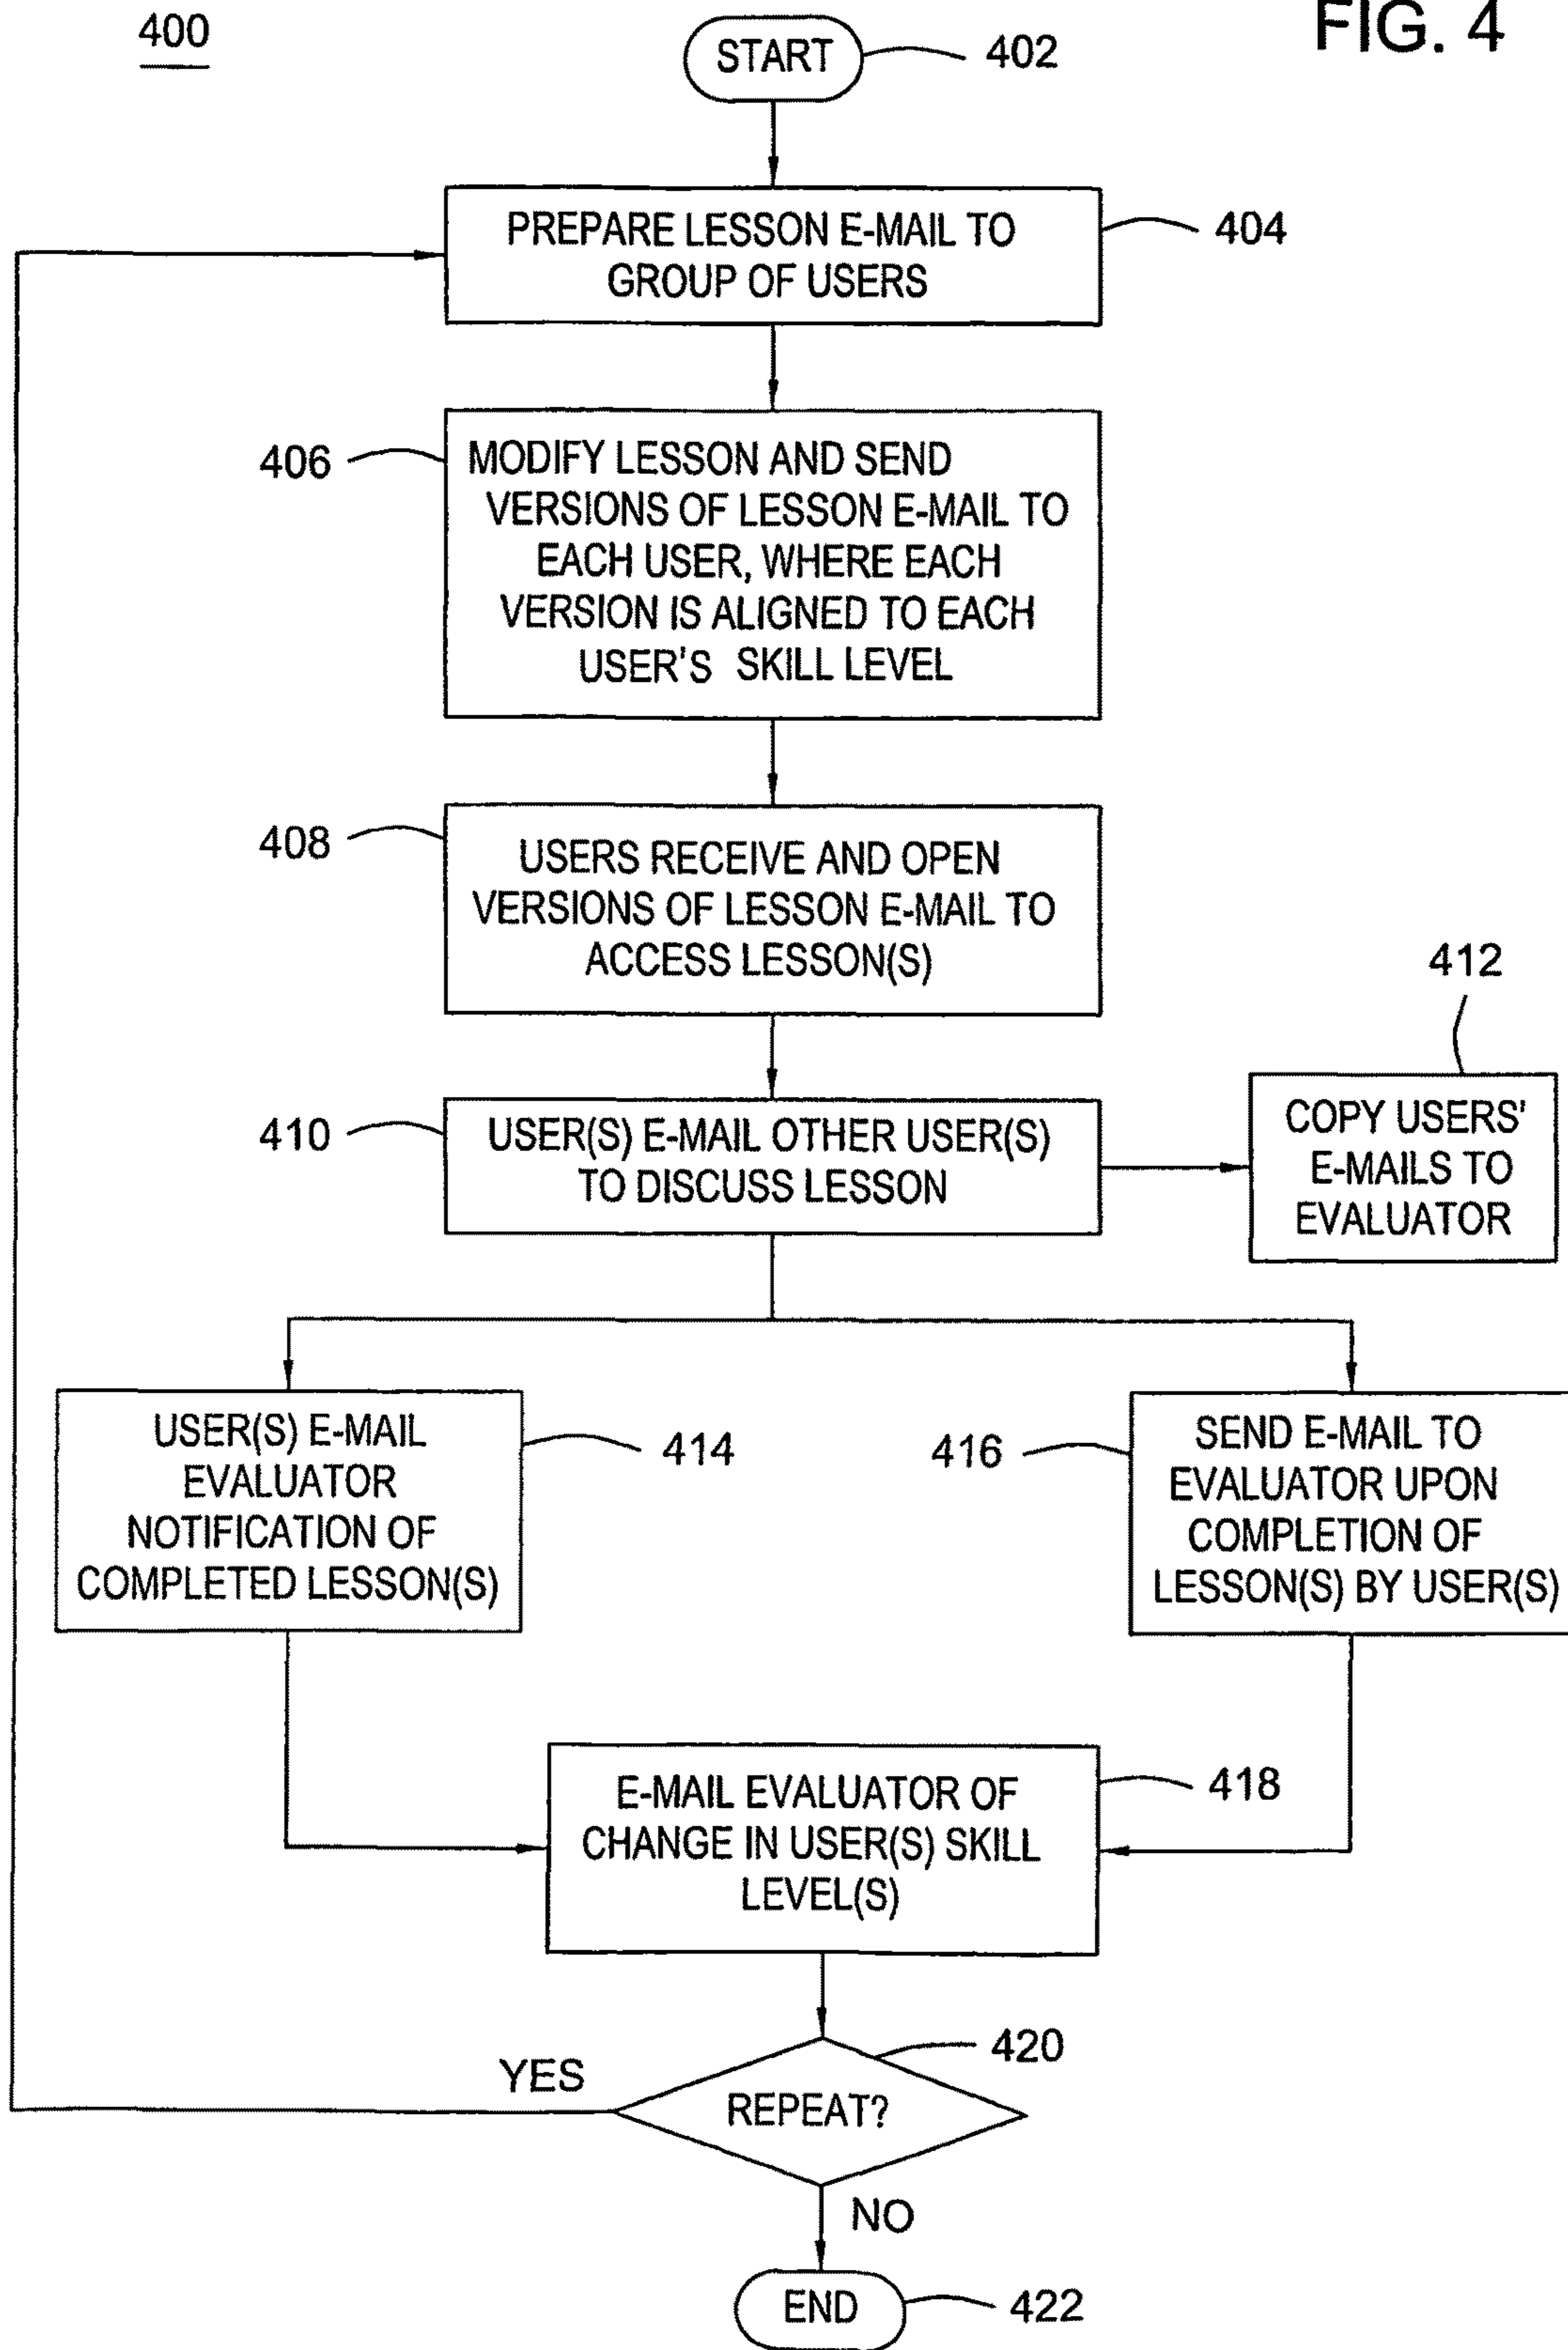 400
FIG. 4
START
402
PREPARE LESSON E-MAIL TO
GROUP OF USERS
404
406
MODIFY LESSON AND SEND
VERSIONS OF LESSON E-MAIL TO
EACH USER, WHERE EACH
VERSION IS ALIGNED TO EACH
USER'S SKILL LEVEL
408
USERS RECEIVE AND OPEN
VERSIONS OF LESSON E-MAIL TO
ACCESS LESSON(S)
410
USER(S) E-MAIL OTHER USER(S)
TO DISCUSS LESSON
412
COPY USERS'
E-MAILS TO
EVALUATOR
USER(S) E-MAIL
EVALUATOR
NOTIFICATION OF
COMPLETED LESSON(S)
414
416
SEND E-MAIL TO
EVALUATOR UPON
COMPLETION OF
LESSON(S) BY USER(S)
E-MAIL EVALUATOR OF
CHANGE IN USER(S) SKILL
LEVEL(S)
418
420
YES
REPEAT?
NO
END
422